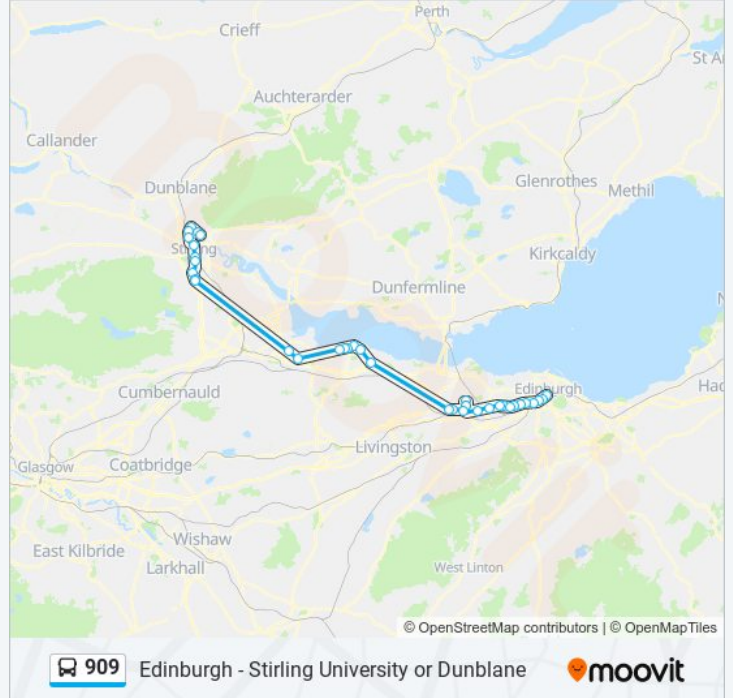 Perth
Crieff
St A
Auchterarder
Callander
Dunblane
Glenrothes
Methil
Stirling
Kirkcaldy
Dunfermline
N
Edinburgh
Cumbernauld
Had
Livingston
Glasgow
Coatbridge
Wishaw
East Kilbride
Larkhall
West Linton
© OpenStreetMap contributors | © OpenMapTiles
909 Edinburgh - Stirling University or Dunblane moovit